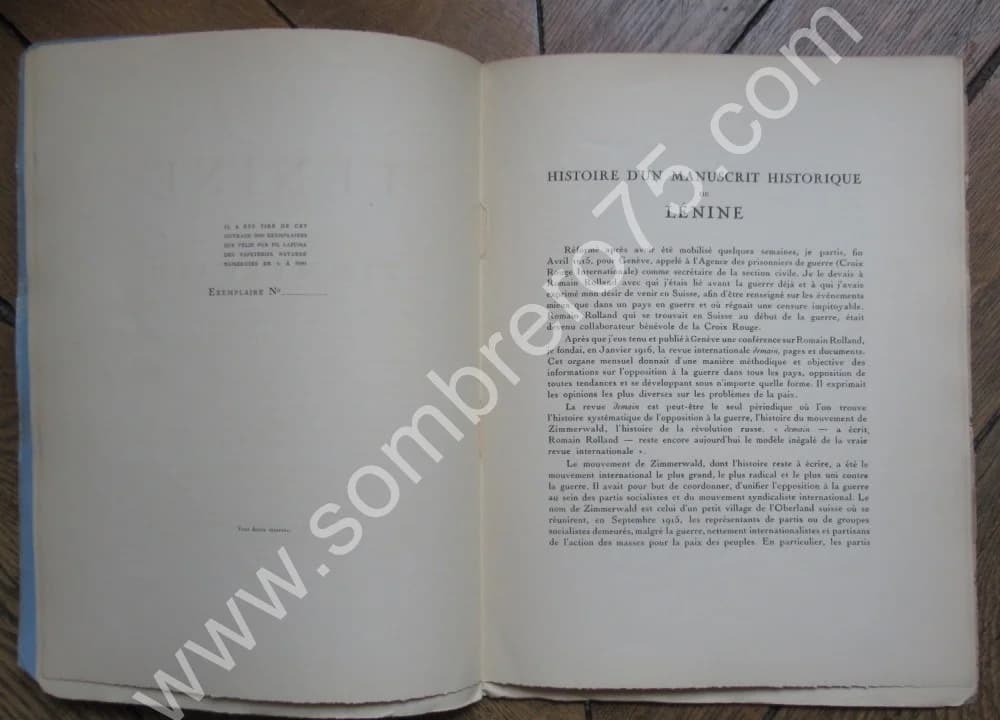 IL A ÉTÉ TIRÉ DE CET
OUVRAGE 500 EXEMPLAIRES
SUR VÉLIN PUR FIL LAFUMA
DES PAPETERIES NAVARRE
NUMÉROTÉS DE 1 A 500
EXEMPLAIRE No
Tous droits réservés.
HISTOIRE D'UN MANUSCRIT HISTORIQUE
DE
LÉNINE
Réformé après avoir été mobilisé quelques semaines, je partis, fin
Avril 1915, pour Genève, appelé à l'Agence des prisonniers de guerre (Croix
Rouge Internationale) comme secrétaire de la section civile. Je le devais à
Romain Rolland avec qui j'étais lié avant la guerre déjà et à qui j'avais
exprimé mon désir de venir en Suisse, afin d'être renseigné sur les événements
mieux que dans un pays en guerre et où régnait une censure impitoyable.
Romain Rolland qui se trouvait en Suisse au début de la guerre, était
devenu collaborateur bénévole de la Croix Rouge.
Après que j'eus tenu et publié à Genève une conférence sur Romain Rolland,
je fondai, en Janvier 1916, la revue internationale demain, pages et documents.
Cet organe mensuel donnait d'une manière méthodique et objective des
informations sur l'opposition à la guerre dans tous les pays, opposition de
toutes tendances et se développant sous n'importe quelle forme. Il exprimait
les opinions les plus diverses sur les problèmes de la paix.
La revue demain est peut-être le seul périodique où l'on trouve
l'histoire systématique de l'opposition à la guerre, l'histoire du mouvement de
Zimmerwald, l'histoire de la révolution russe. « demain — a écrit
Romain Rolland — reste encore aujourd'hui le modèle inégalé de la vraie
revue internationale ».
Le mouvement de Zimmerwald, dont l'histoire reste à écrire, a été le
mouvement international le plus grand, le plus radical et le plus uni contre
la guerre. Il avait pour but de coordonner, d'unifier l'opposition à la guerre
au sein des partis socialistes et du mouvement syndicaliste international. Le
nom de Zimmerwald est celui d'un petit village de l'Oberland suisse où se
réunirent, en Septembre 1915, les représentants de partis ou de groupes
socialistes demeurés, malgré la guerre, nettement internationalistes et partisans
de l'action des masses pour la paix des peuples. En particulier, les partis
www.sombrero75.com